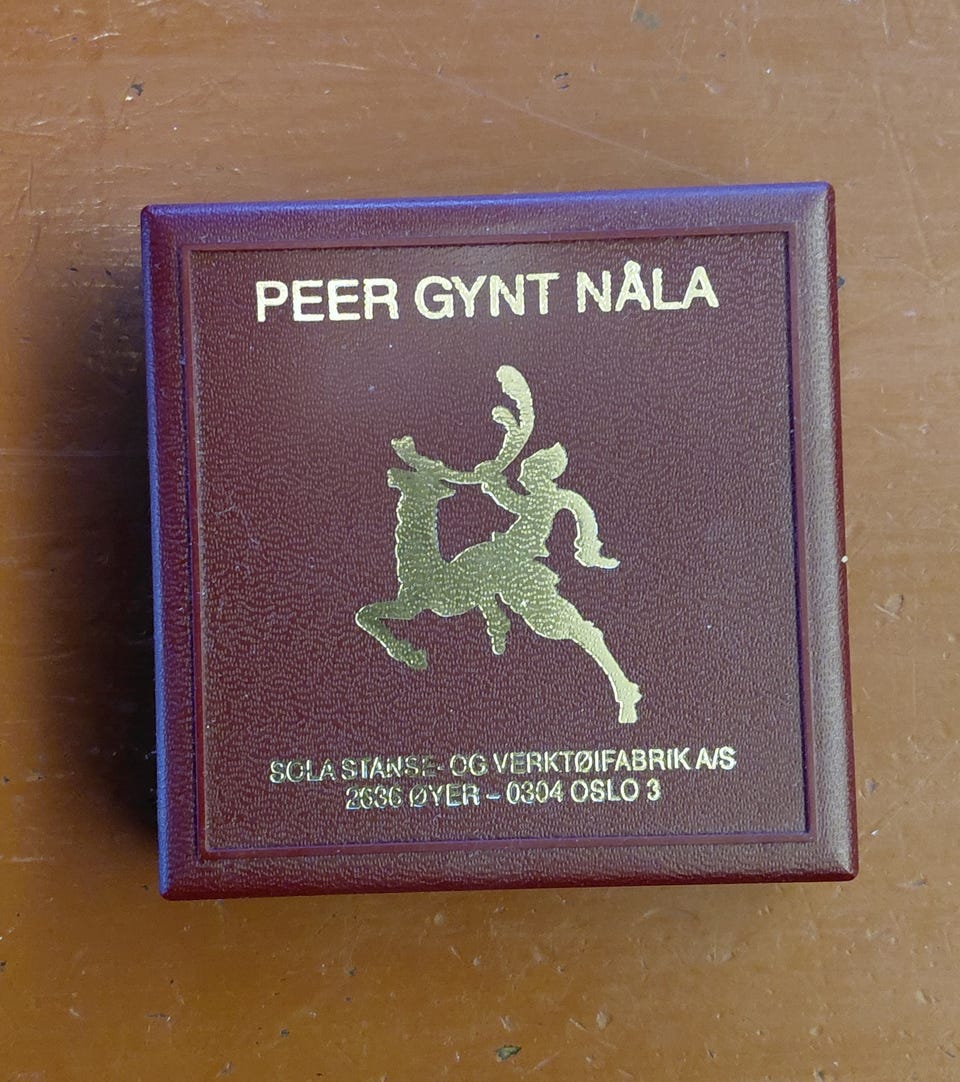 PEER GYNT NÅLA
SOLA STANSE- OG VERKTØIFABRIK A/S
2636 ØYER – 0304 OSLO 3